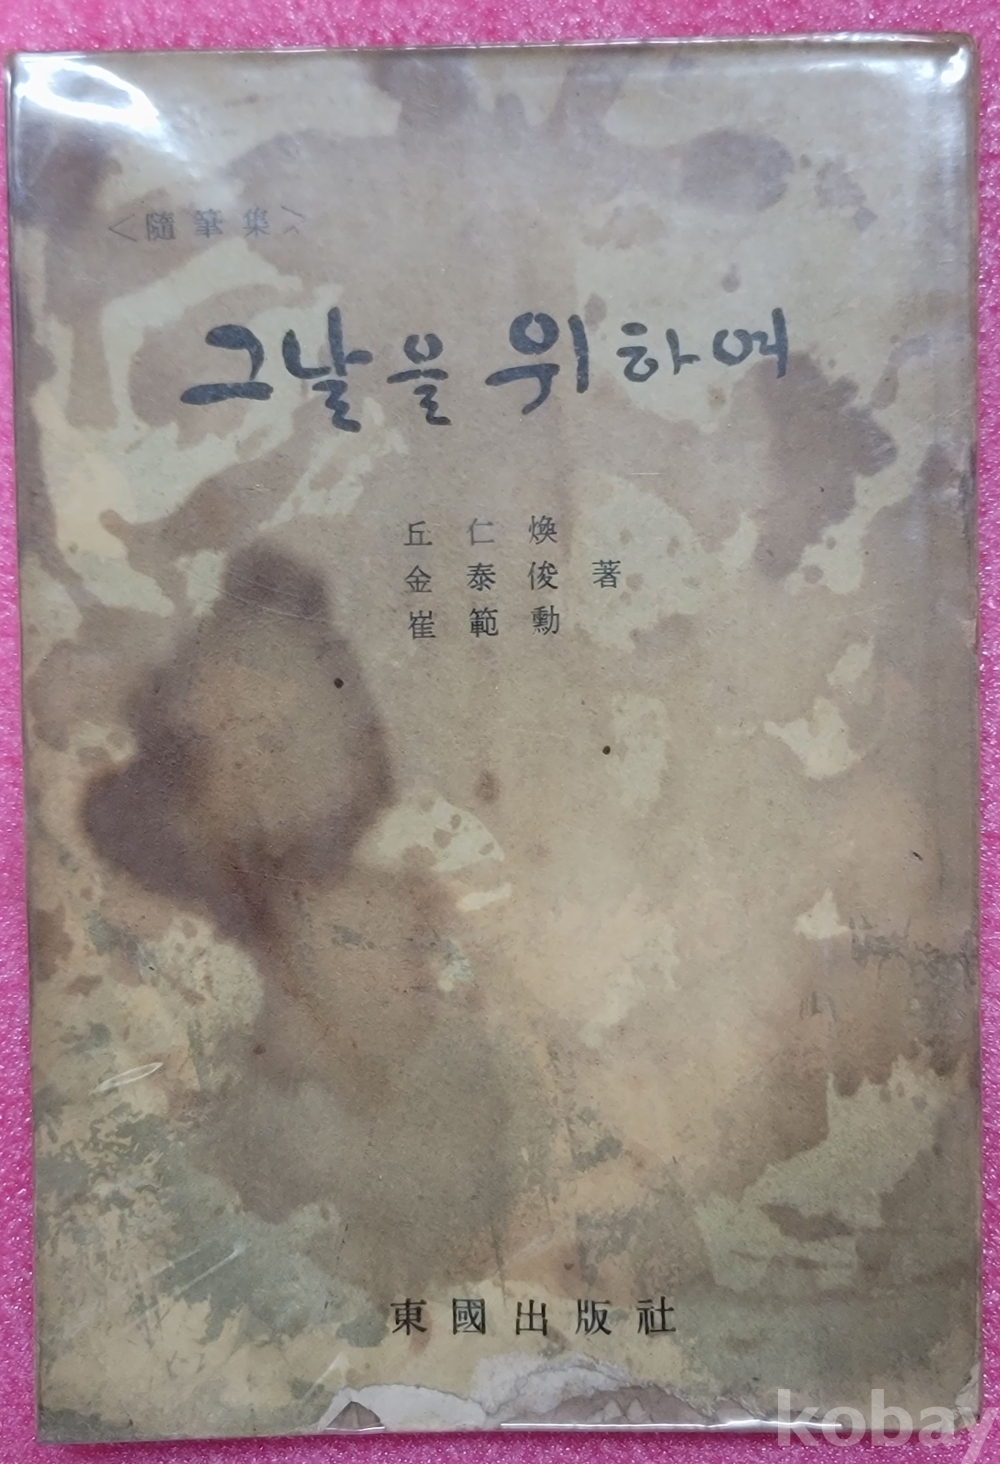 <隨筆集>
그날을 위하여
丘仁煥
金泰俊 著
崔範勳
東國出版社
kobay